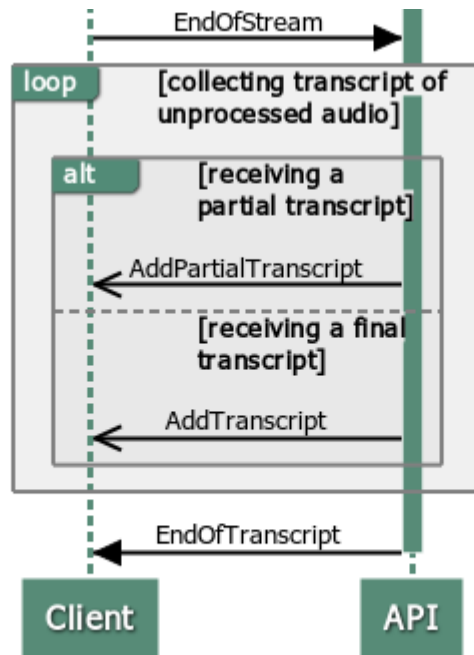 EndOfStream
loop
[collecting transcript of
unprocessed audio]
alt
[receiving a
partial transcript]
AddPartialTranscript
[receiving a final
transcript]
AddTranscript
EndOfTranscript
Client
API